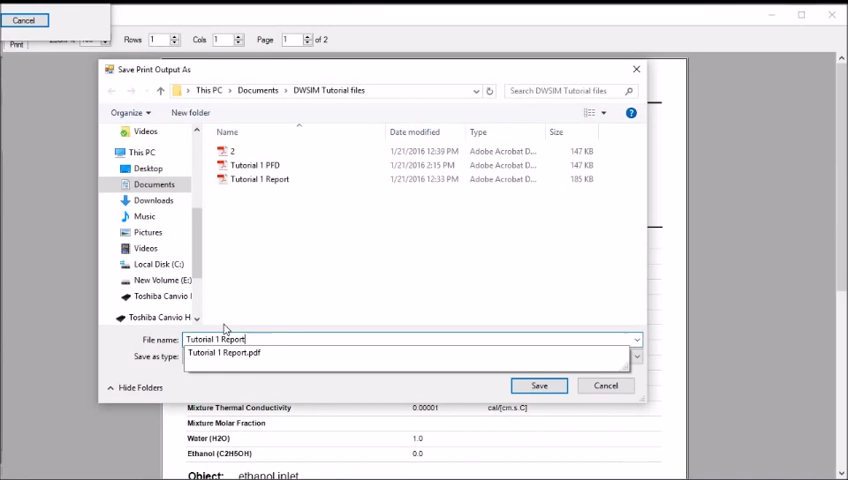 Cancel
Print
Rows 1 Cols 1 Page 1 of 2
Save Print Output As
This PC Documents DWSIM Tutorial files
Search DWSIM Tutorial files
Organize New folder
Name Date modified Type Size
2 1/21/2016 12:39 PM Adobe Acrobat D... 147 KB
Tutorial 1 PFD 1/21/2016 2:15 PM Adobe Acrobat D... 147 KB
Tutorial 1 Report 1/21/2016 12:33 PM Adobe Acrobat D... 185 KB
Videos
This PC
Desktop
Documents
Downloads
Music
Pictures
Videos
Local Disk (C:)
New Volume (E:)
Toshiba Canvio
Toshiba Canvio H
File name: Tutorial 1 Report
Tutorial 1 Report.pdf
Save as type:
Hide Folders
Save Cancel
Mixture Thermal Conductivity 0.00001 cal/[cm.s.C]
Mixture Molar Fraction
Water (H2O) 1.0
Ethanol (C2H5OH) 0.0
Object: ethanol inlet